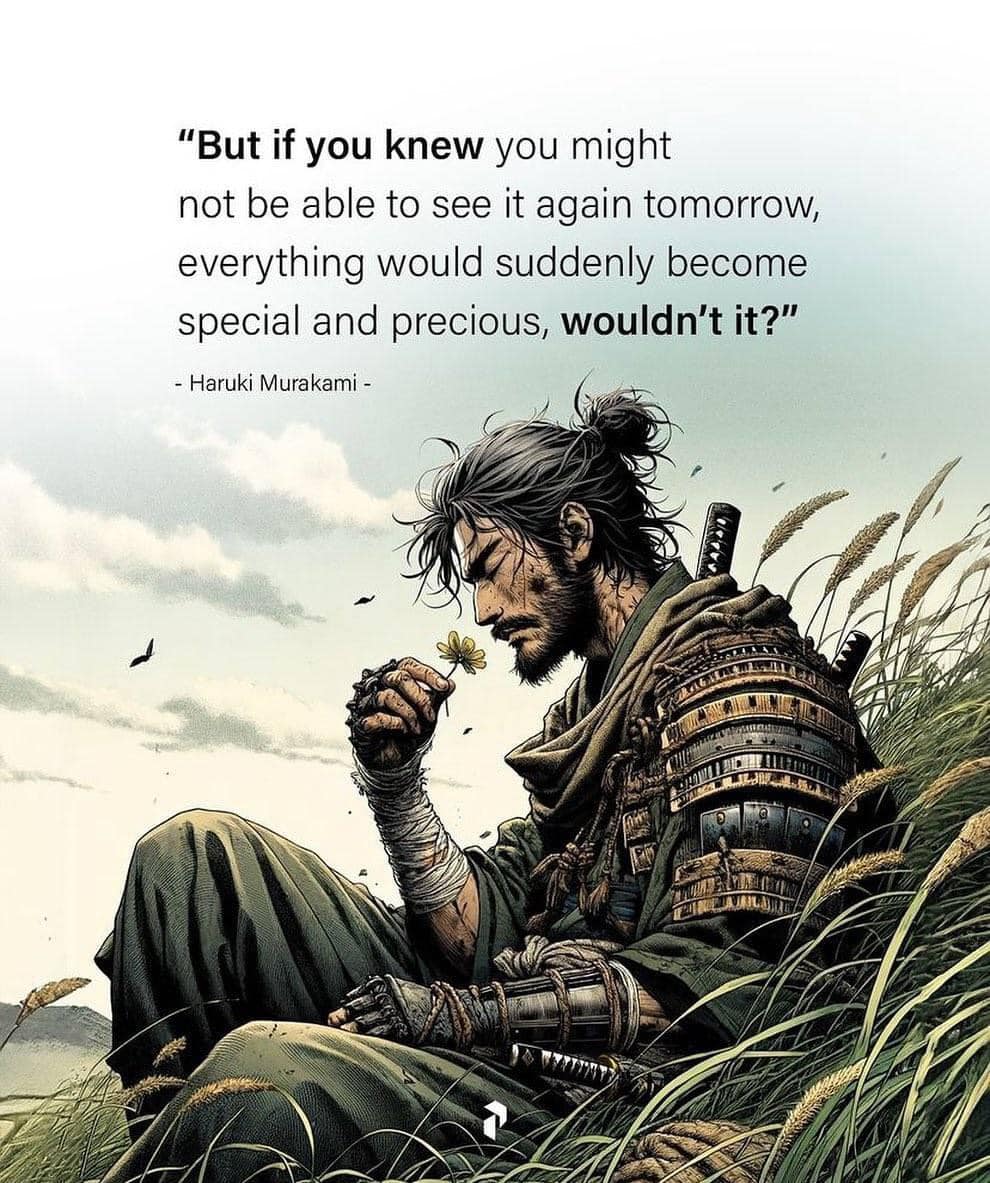 “But if you knew you might
not be able to see it again tomorrow,
everything would suddenly become
special and precious, wouldn’t it?”
- Haruki Murakami -